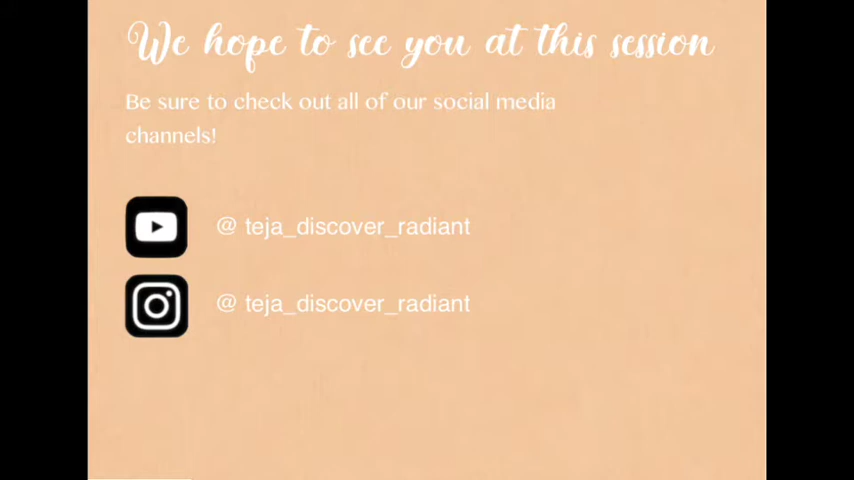 We hope to see you at this session
Be sure to check out all of our social media
channels!
@ teja_discover_radiant
@ teja_discover_radiant